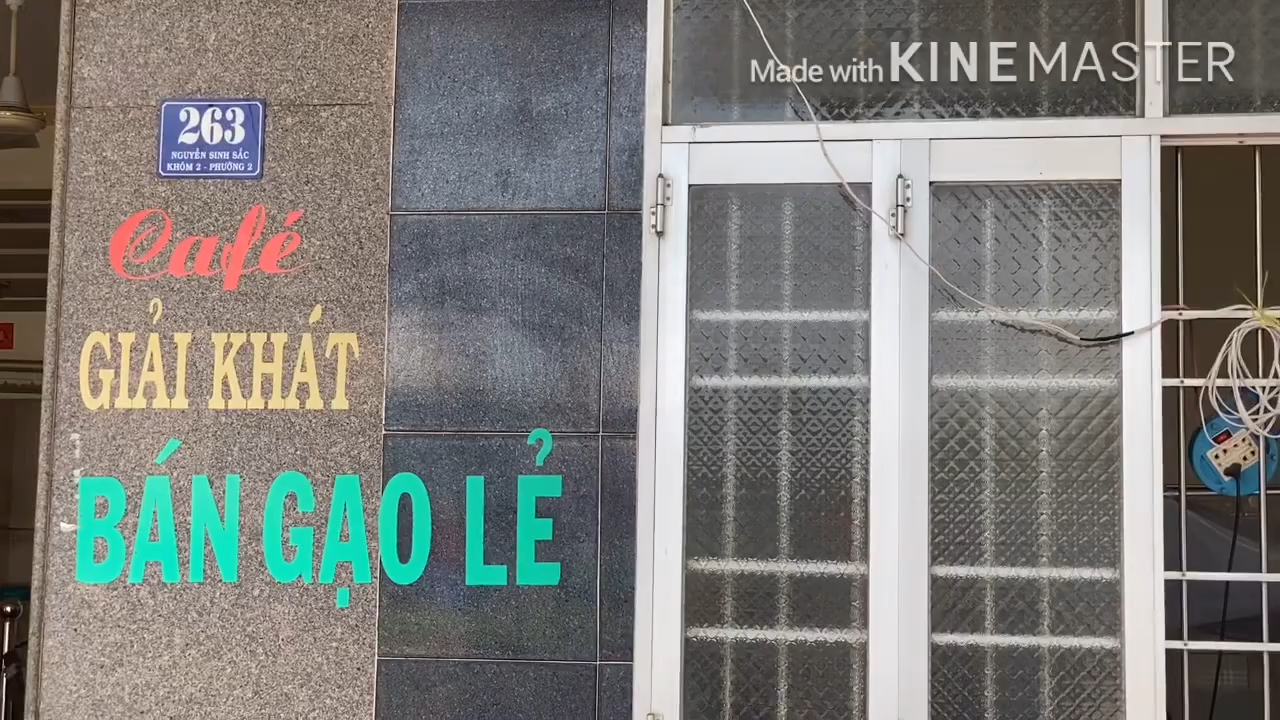 Made with KINEMASTER
263
NGUYỄN SINH SẮC
KHÓM 2 - PHƯỜNG 2
Café
GIẢI KHÁT
BÁN GẠO LẺ